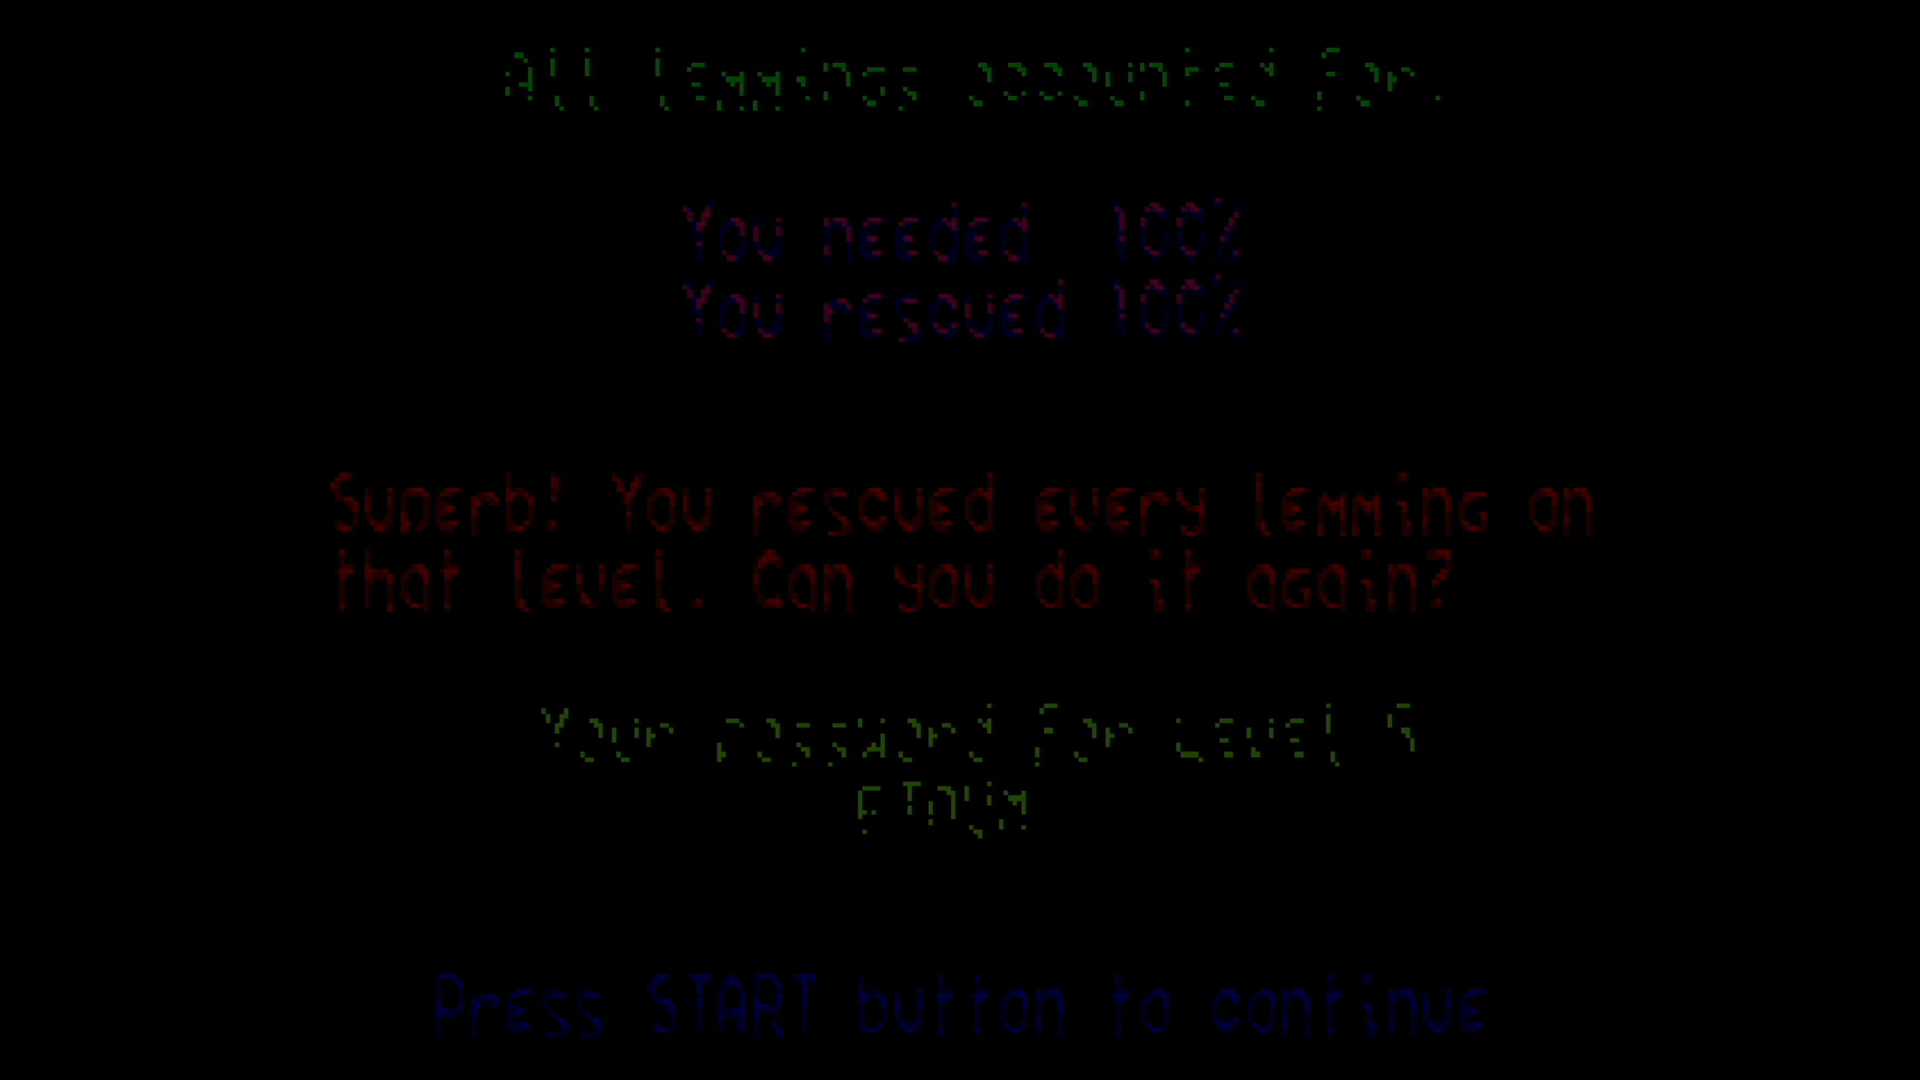 All lemmings accounted for.
You needed 100%
You rescued 100%
Superb! You rescued every lemming on
that level. Can you do it again?
Your password for Level
Press START button to continue